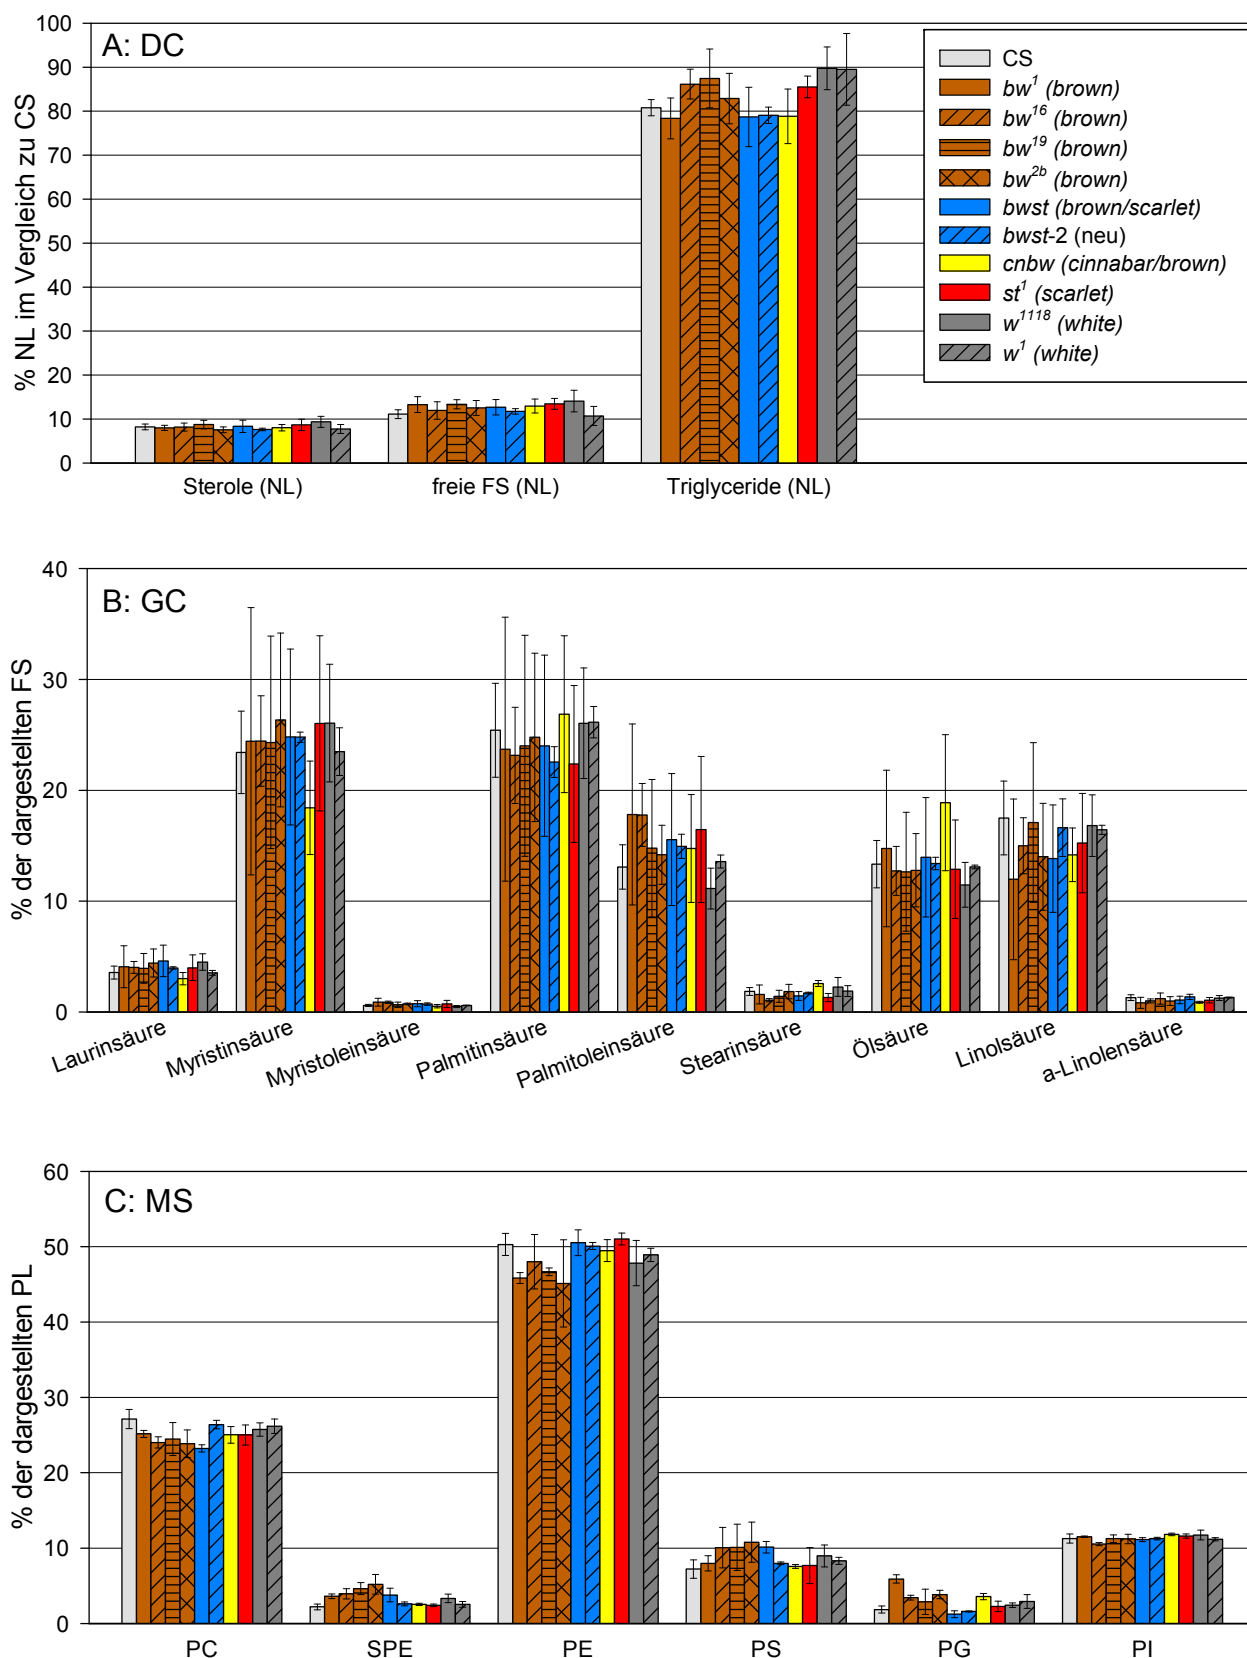 A: DC
% NL im Vergleich zu CS
100
90
80
70
60
50
40
30
20
10
0
Sterole (NL)
freie FS (NL)
Triglyceride (NL)
CS
bw¹ (brown)
bw¹⁶ (brown)
bw¹⁹ (brown)
bw²ᵇ (brown)
bwst (brown/scarlet)
bwst-2 (neu)
cnbw (cinnabar/brown)
st¹ (scarlet)
w¹¹¹⁸ (white)
w¹ (white)
B: GC
% der dargestellten FS
40
30
20
10
0
Laurinsäure
Myristinsäure
Myristoleinsäure
Palmitinsäure
Palmitoleinsäure
Stearinsäure
Ölsäure
Linolsäure
a-Linolensäure
C: MS
% der dargestellten PL
60
50
40
30
20
10
0
PC
SPE
PE
PS
PG
PI